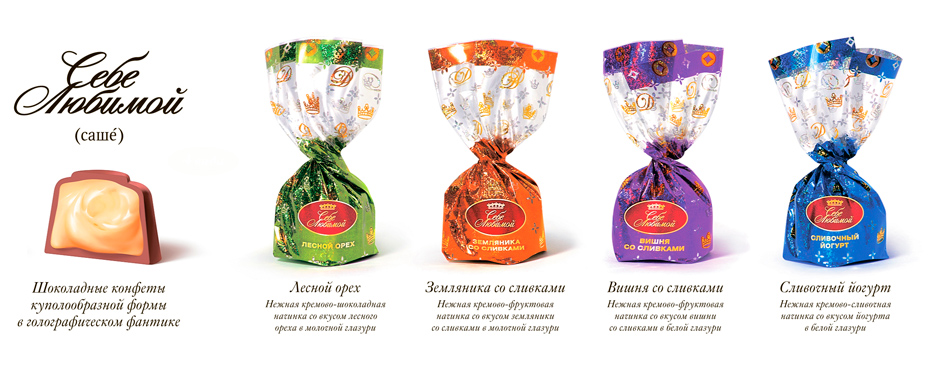 Себе
Любимой
(саше́)
Шоколадные конфеты
куполообразной формы
в голографическом фантике
Себе
Любимой
ЛЕСНОЙ ОРЕХ
Лесной орех
Нежная кремово-шоколадная
начинка со вкусом лесного
ореха в молочной глазури
Себе
Любимой
ЗЕМЛЯНИКА
СО СЛИВКАМИ
Земляника со сливками
Нежная кремово-фруктовая
начинка со вкусом земляники
со сливками в молочной глазури
Себе
Любимой
ВИШНЯ
СО СЛИВКАМИ
Вишня со сливками
Нежная кремово-фруктовая
начинка со вкусом вишни
со сливками в белой глазури
Себе
Любимой
СЛИВОЧНЫЙ
ЙОГУРТ
Сливочный йогурт
Нежная кремово-сливочная
начинка со вкусом йогурта
в белой глазури